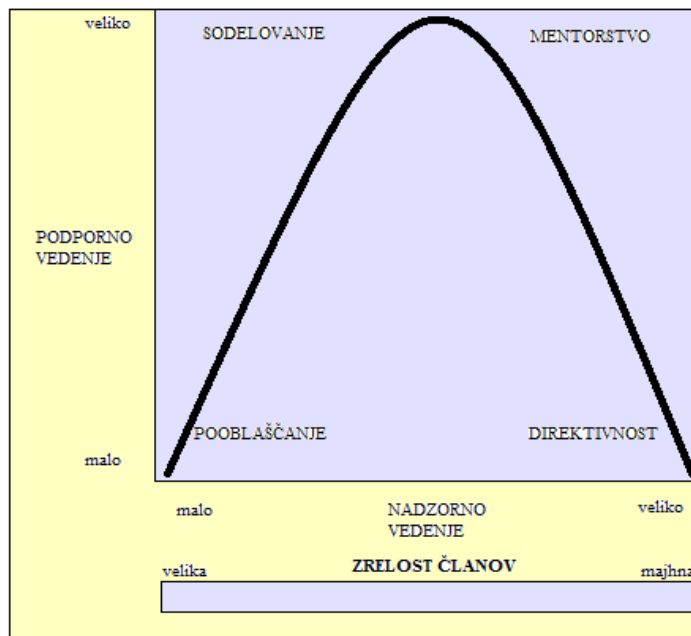 veliko
SODELOVANJE
MENTORSTVO
PODPORNO
VEDENJE
POOBLAŠČANJE
DIREKTIVNOST
malo
malo
NADZORNO
VEDENJE
veliko
velika
ZRELOST ČLANOV
majhna